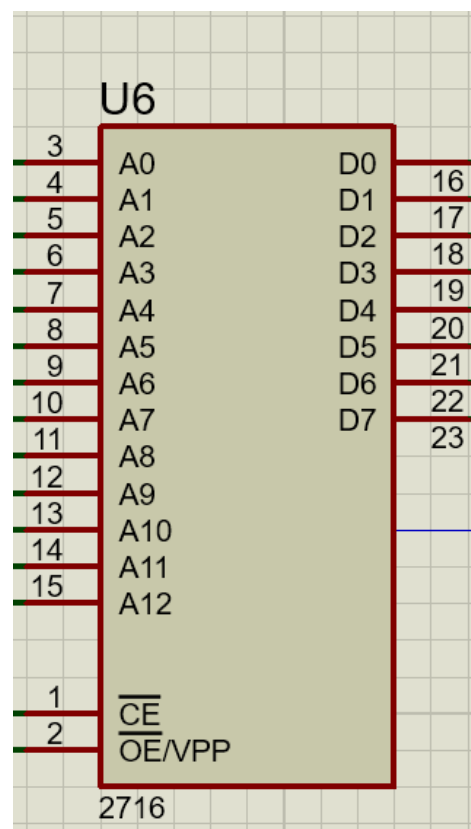 U6
3 A0 D0 16
4 A1 D1 17
5 A2 D2 18
6 A3 D3 19
7 A4 D4 20
8 A5 D5 21
9 A6 D6 22
10 A7 D7 23
11 A8
12 A9
13 A10
14 A11
15 A12
1 CE
2 OE/VPP
2716